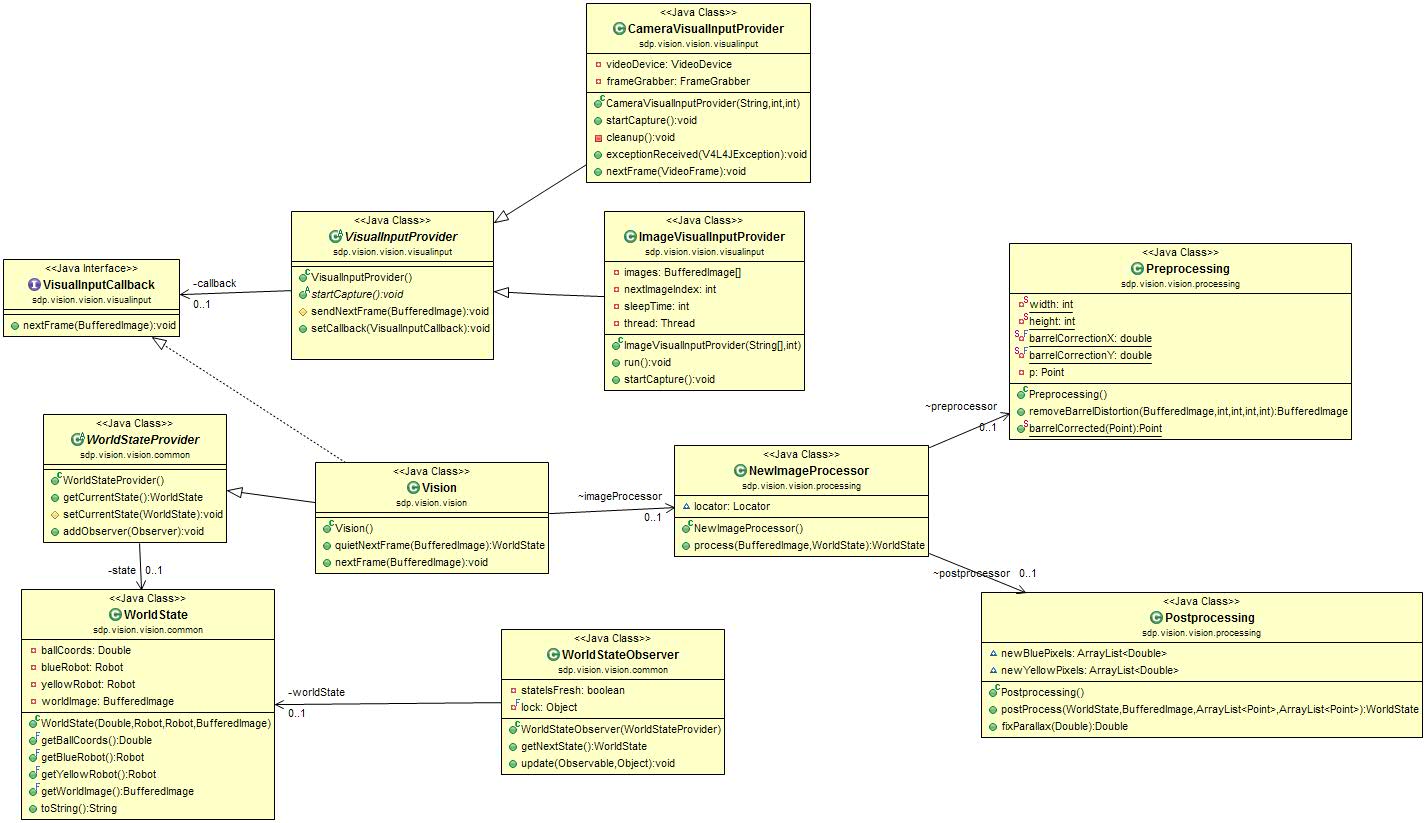 <<Java Class>>
CameraVisualInputProvider
sdp.vision.vision.visualinput
videoDevice: VideoDevice
frameGrabber: FrameGrabber
CameraVisualInputProvider(String,int,int)
startCapture():void
cleanup():void
exceptionReceived(V4L4JException):void
nextFrame(VideoFrame):void
<<Java Class>>
VisualInputProvider
sdp.vision.vision.visualinput
VisualInputProvider()
startCapture():void
sendNextFrame(BufferedImage):void
setCallback(VisualInputCallback):void
<<Java Class>>
ImageVisualInputProvider
sdp.vision.vision.visualinput
images: BufferedImage[]
nextImageIndex: int
sleepTime: int
thread: Thread
ImageVisualInputProvider(String[],int)
run():void
startCapture():void
<<Java Interface>>
VisualInputCallback
sdp.vision.vision.visualinput
nextFrame(BufferedImage):void
-callback
0..1
<<Java Class>>
Preprocessing
sdp.vision.vision.processing
width: int
height: int
barrelCorrectionX: double
barrelCorrectionY: double
p: Point
Preprocessing()
removeBarrelDistortion(BufferedImage,int,int,int,int):BufferedImage
barrelCorrected(Point):Point
~preprocessor
0..1
<<Java Class>>
WorldStateProvider
sdp.vision.vision.common
WorldStateProvider()
getCurrentState():WorldState
setCurrentState(WorldState):void
addObserver(Observer):void
<<Java Class>>
Vision
sdp.vision.vision
Vision()
quietNextFrame(BufferedImage):WorldState
nextFrame(BufferedImage):void
~imageProcessor
0..1
<<Java Class>>
NewImageProcessor
sdp.vision.vision.processing
locator: Locator
NewImageProcessor()
process(BufferedImage,WorldState):WorldState
~postprocessor 0..1
-state 0..1
<<Java Class>>
WorldState
sdp.vision.vision.common
ballCoords: Double
blueRobot: Robot
yellowRobot: Robot
worldImage: BufferedImage
WorldState(Double,Robot,Robot,BufferedImage)
getBallCoords():Double
getBlueRobot():Robot
getYellowRobot():Robot
getWorldImage():BufferedImage
toString():String
-worldState
0..1
<<Java Class>>
WorldStateObserver
sdp.vision.vision.common
stateIsFresh: boolean
lock: Object
WorldStateObserver(WorldStateProvider)
getNextState():WorldState
update(Observable,Object):void
<<Java Class>>
Postprocessing
sdp.vision.vision.processing
newBluePixels: ArrayList<Double>
newYellowPixels: ArrayList<Double>
Postprocessing()
postProcess(WorldState,BufferedImage,ArrayList<Point>,ArrayList<Point>):WorldState
fixParallax(Double):Double